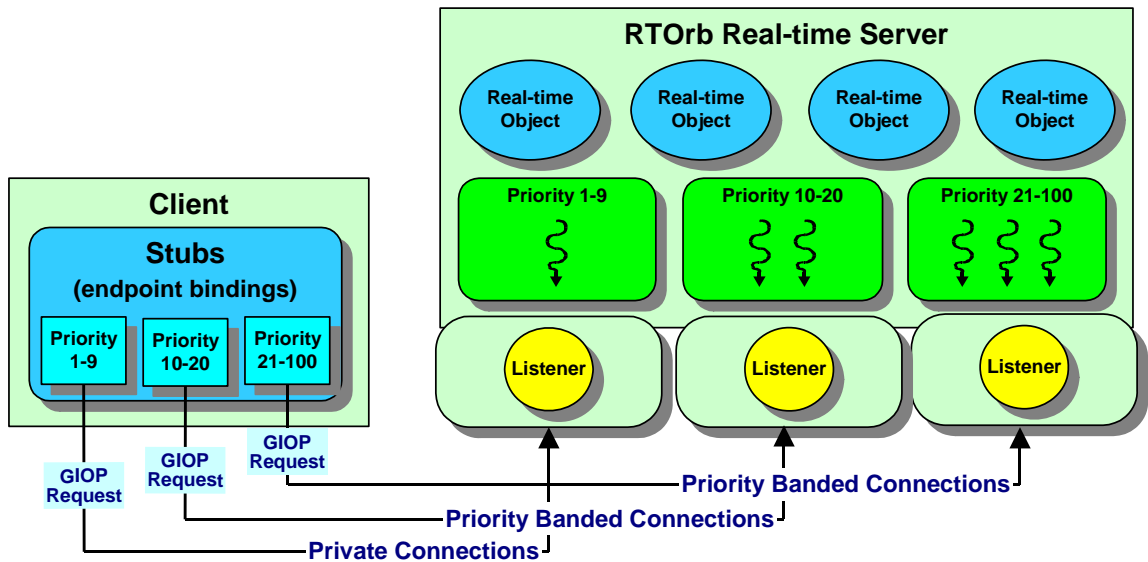 RTOrb Real-time Server
Real-time
Object
Real-time
Object
Real-time
Object
Real-time
Object
Priority 1-9
Priority 10-20
Priority 21-100
Listener
Listener
Listener
Client
Stubs
(endpoint bindings)
Priority
1-9
Priority
10-20
Priority
21-100
GIOP
Request
GIOP
Request
GIOP
Request
Priority Banded Connections
Priority Banded Connections
Private Connections